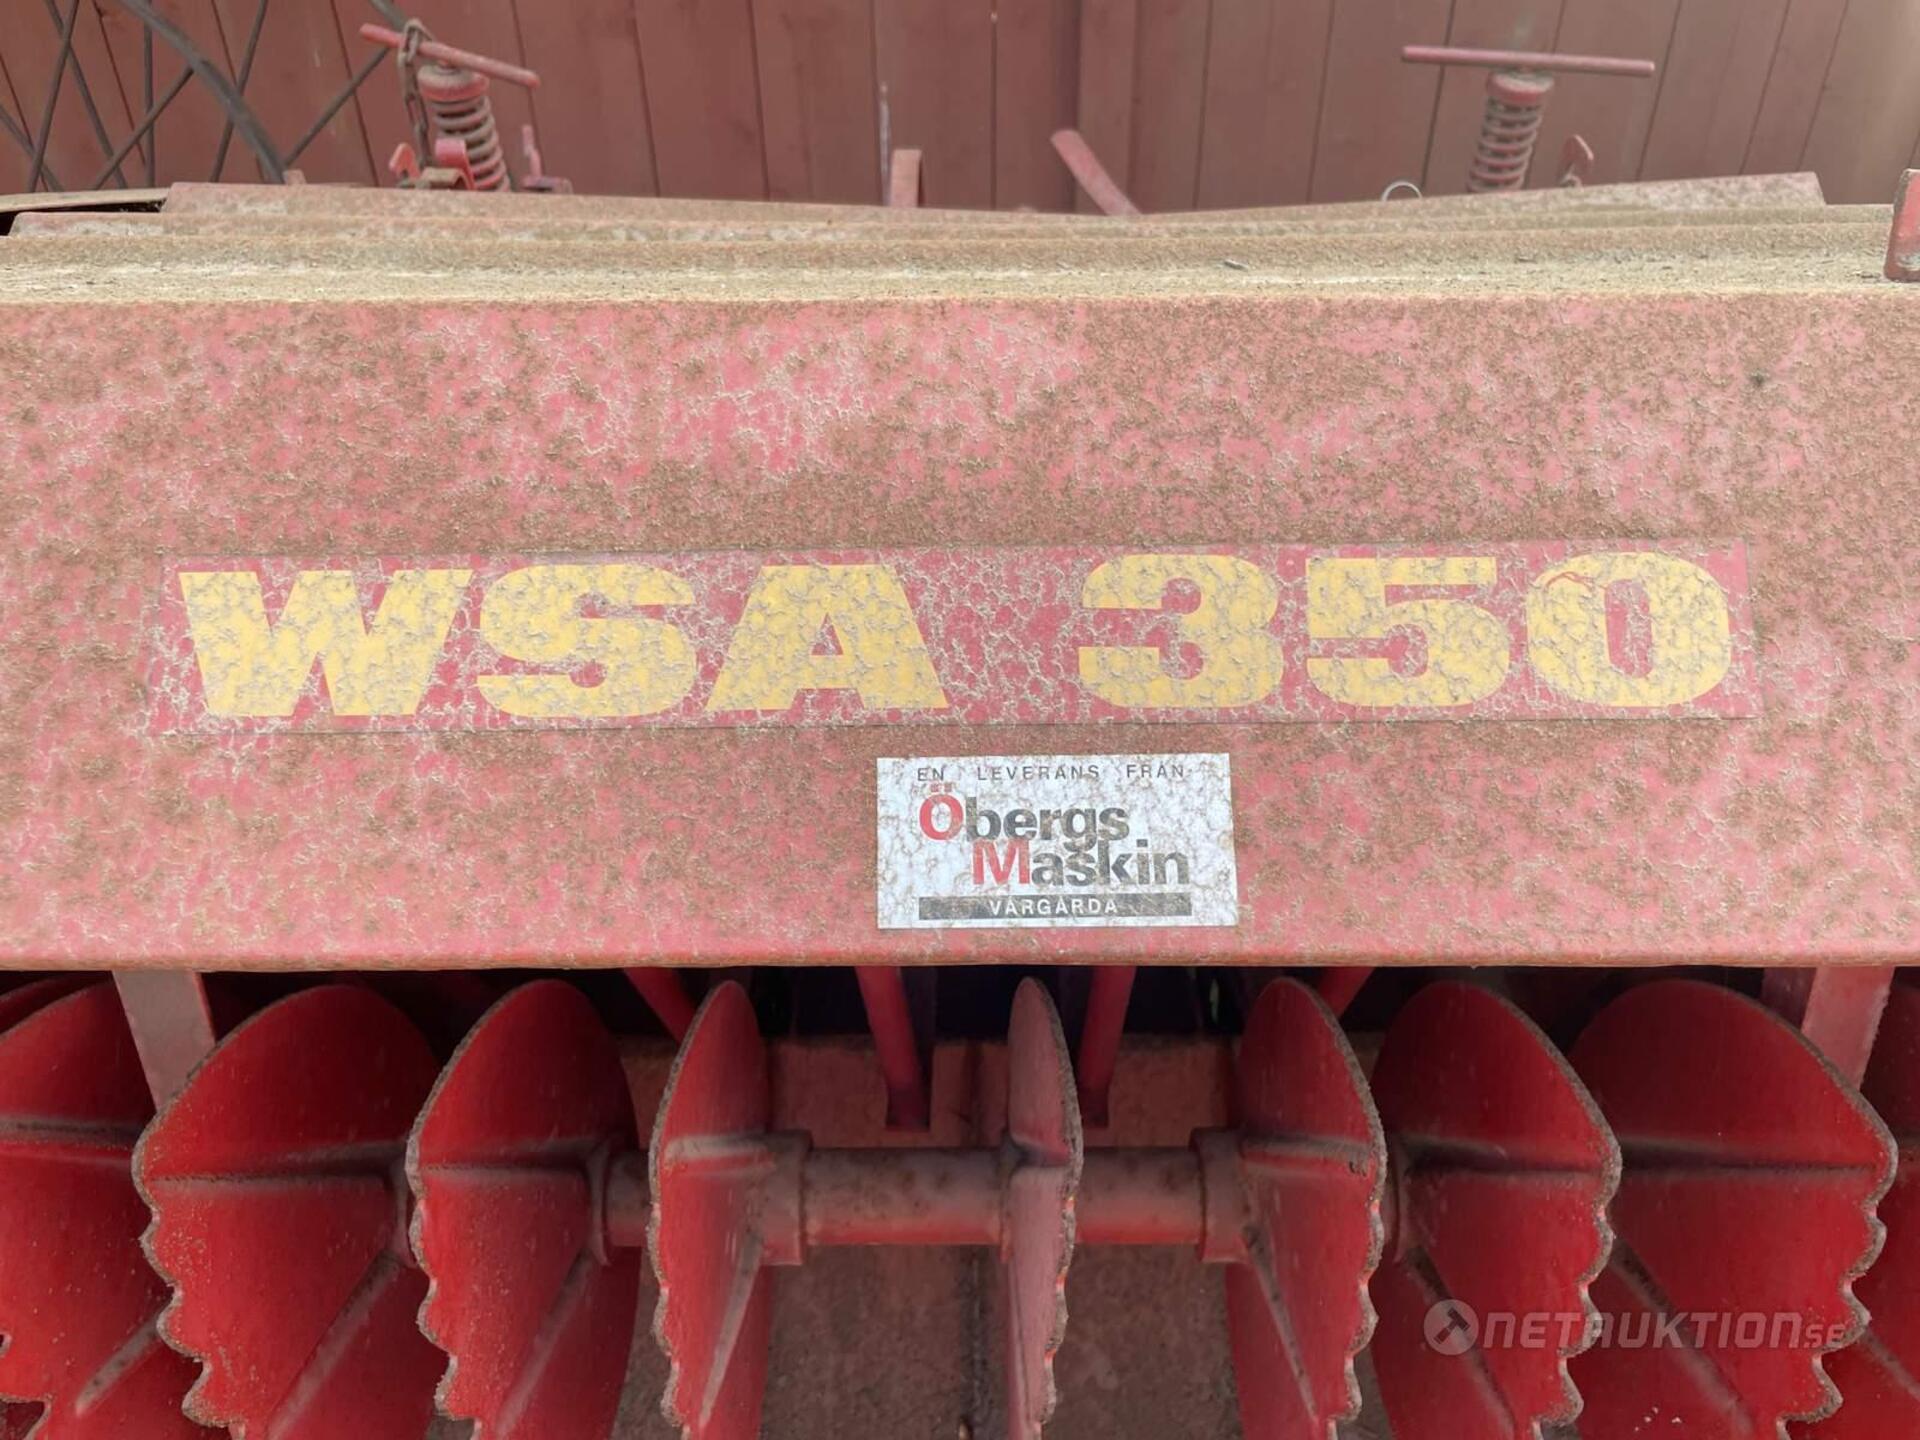 WSA 350
EN LEVERANS FRÅN
Öbergs
Maskin
VÅRGÅRDA
NETAUKTION.SE